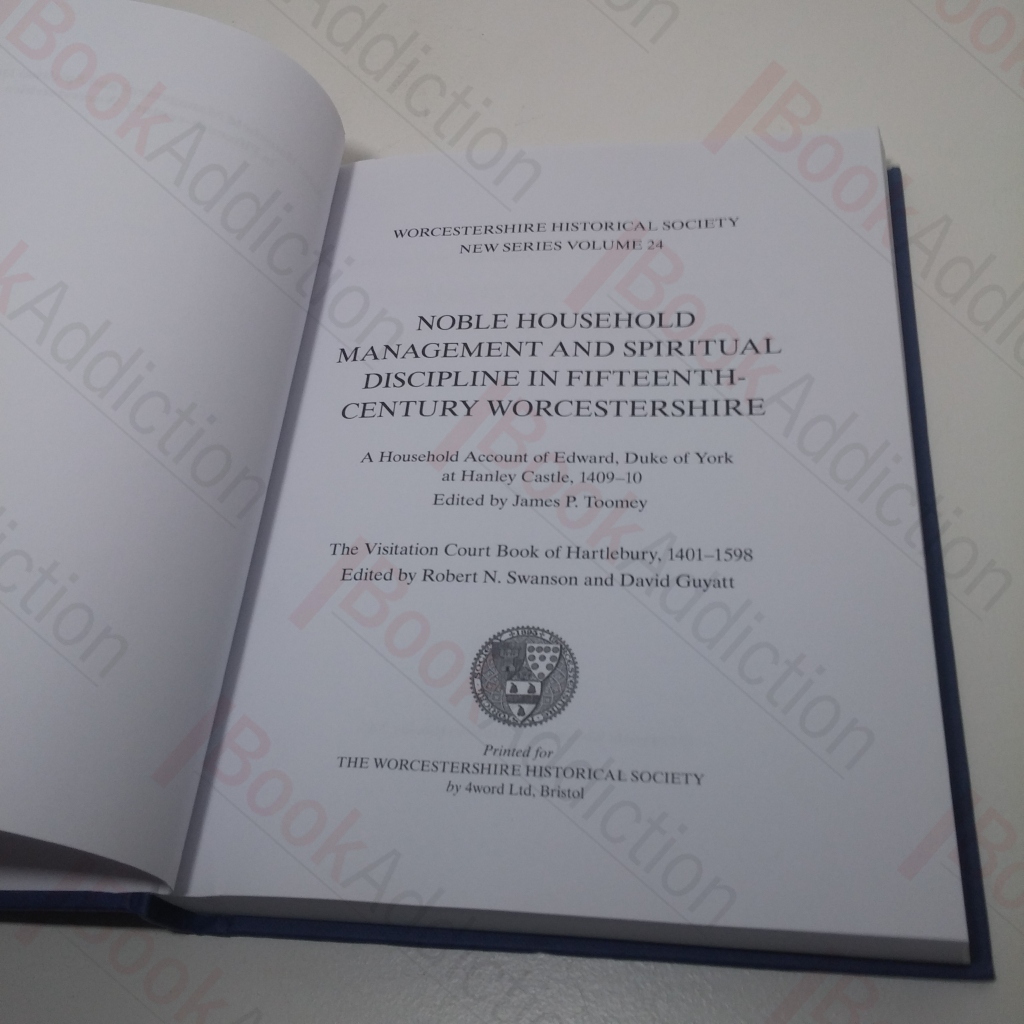 WORCESTERSHIRE HISTORICAL SOCIETY
NEW SERIES VOLUME 24
NOBLE HOUSEHOLD
MANAGEMENT AND SPIRITUAL
DISCIPLINE IN FIFTEENTH-
CENTURY WORCESTERSHIRE
A Household Account of Edward, Duke of York
at Hanley Castle, 1409–10
Edited by James P. Toomey
The Visitation Court Book of Hartlebury, 1401–1598
Edited by Robert N. Swanson and David Guyatt
Printed for
THE WORCESTERSHIRE HISTORICAL SOCIETY
by 4word Ltd, Bristol
BookAddiction